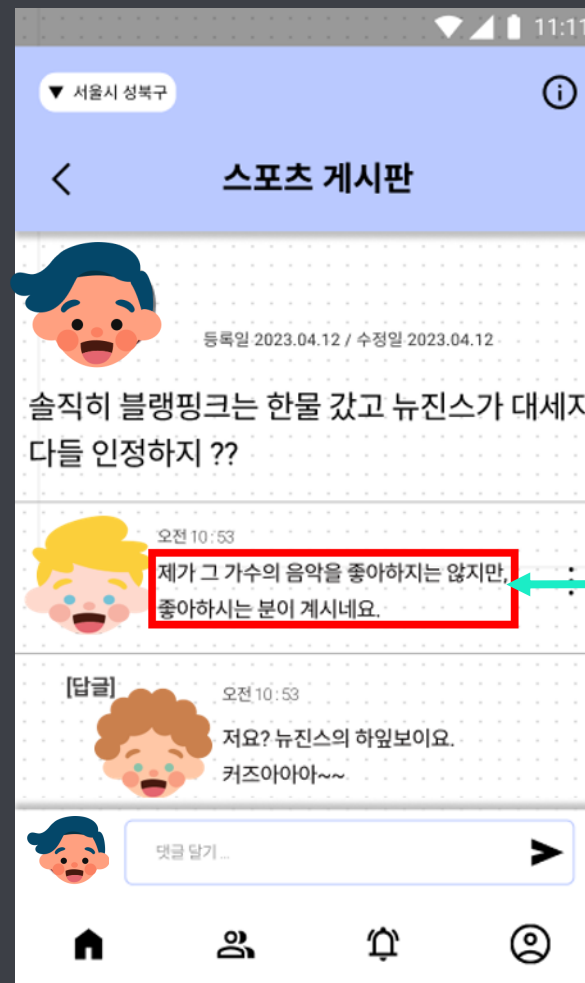 11:11
▼ 서울시 성북구
스포츠 게시판
등록일 2023.04.12 / 수정일 2023.04.12
솔직히 블랭핑크는 한물 갔고 뉴진스가 대세지
다들 인정하지 ??
오전 10:53
제가 그 가수의 음악을 좋아하지는 않지만,
좋아하시는 분이 계시네요.
[답글]
오전 10:53
저요? 뉴진스의 하잎보이요.
커즈아아아~~
댓글 달기 ...